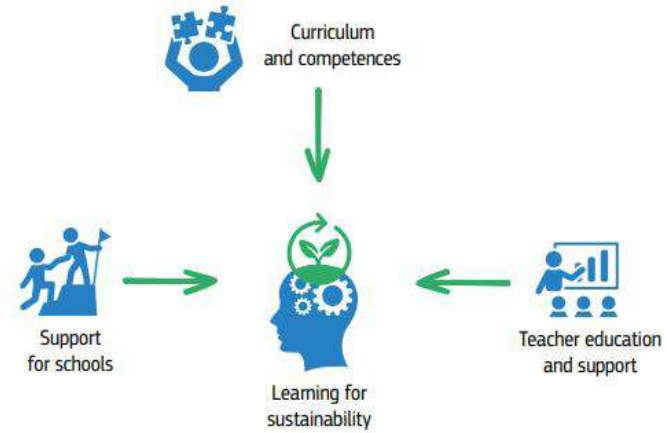 Curriculum
and competences
Support
for schools
Teacher education
and support
Learning for
sustainability